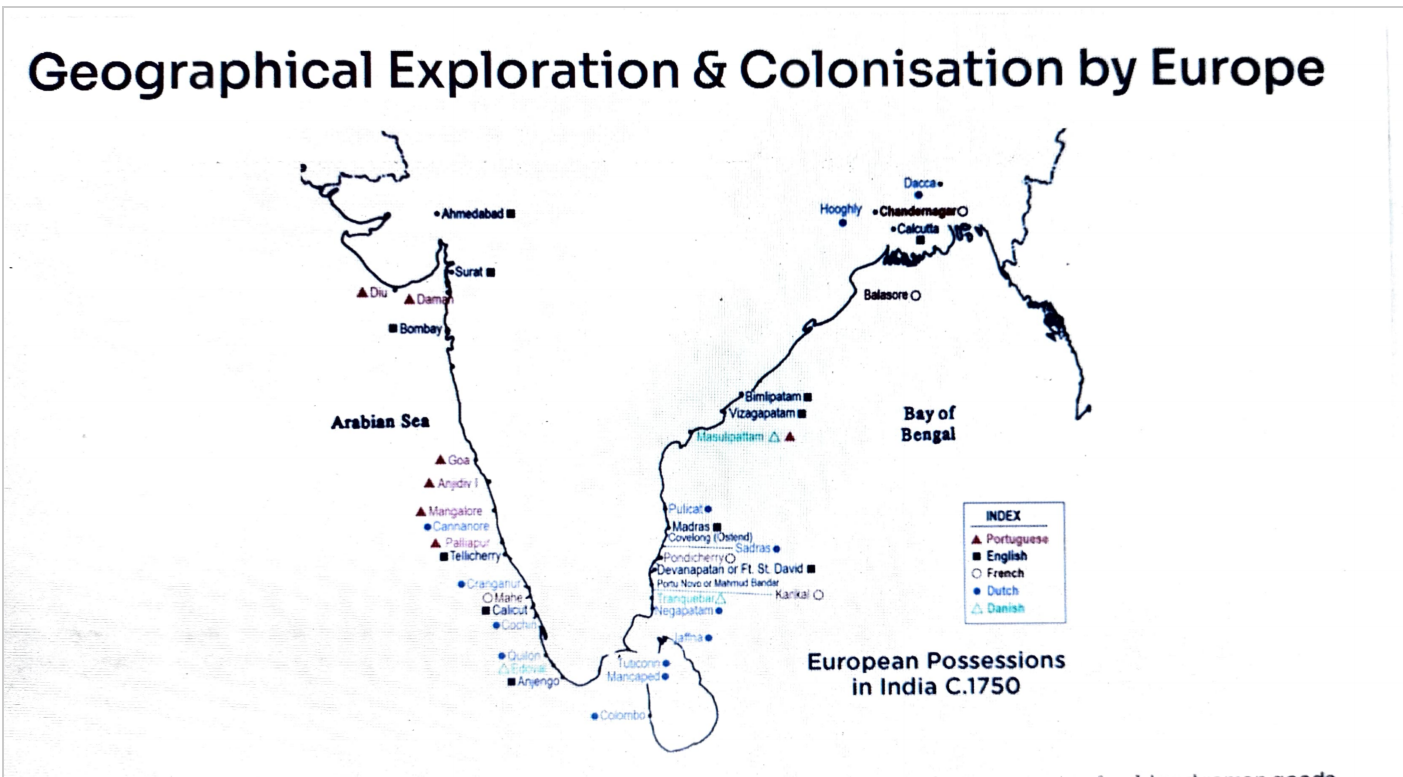 Geographical Exploration & Colonisation by Europe
Dacca
Hooghly
Chandernagar
Calcutta
Ahmedabad
Surat
Diu
Daman
Balasore
Bombay
Bimlipatam
Vizagapatam
Masulipattam
Arabian Sea
Bay of
Bengal
Goa
Anjidiv I
Mangalore
Cannanore
Palliapur
Tellicherry
Cranganur
Mahe
Calicut
Cochin
Quilon
Anjengo
Pulicat
Madras
Covelong (Ostend)
Sadras
Pondicherry
Devanapatan or Ft. St. David
Portu Novo or Mahmud Bandar
Karikal
Tranquebar
Negapatam
Jaffna
Tuticorin
Mancaped
Colombo
INDEX
Portuguese
English
French
Dutch
Danish
European Possessions
in India C.1750